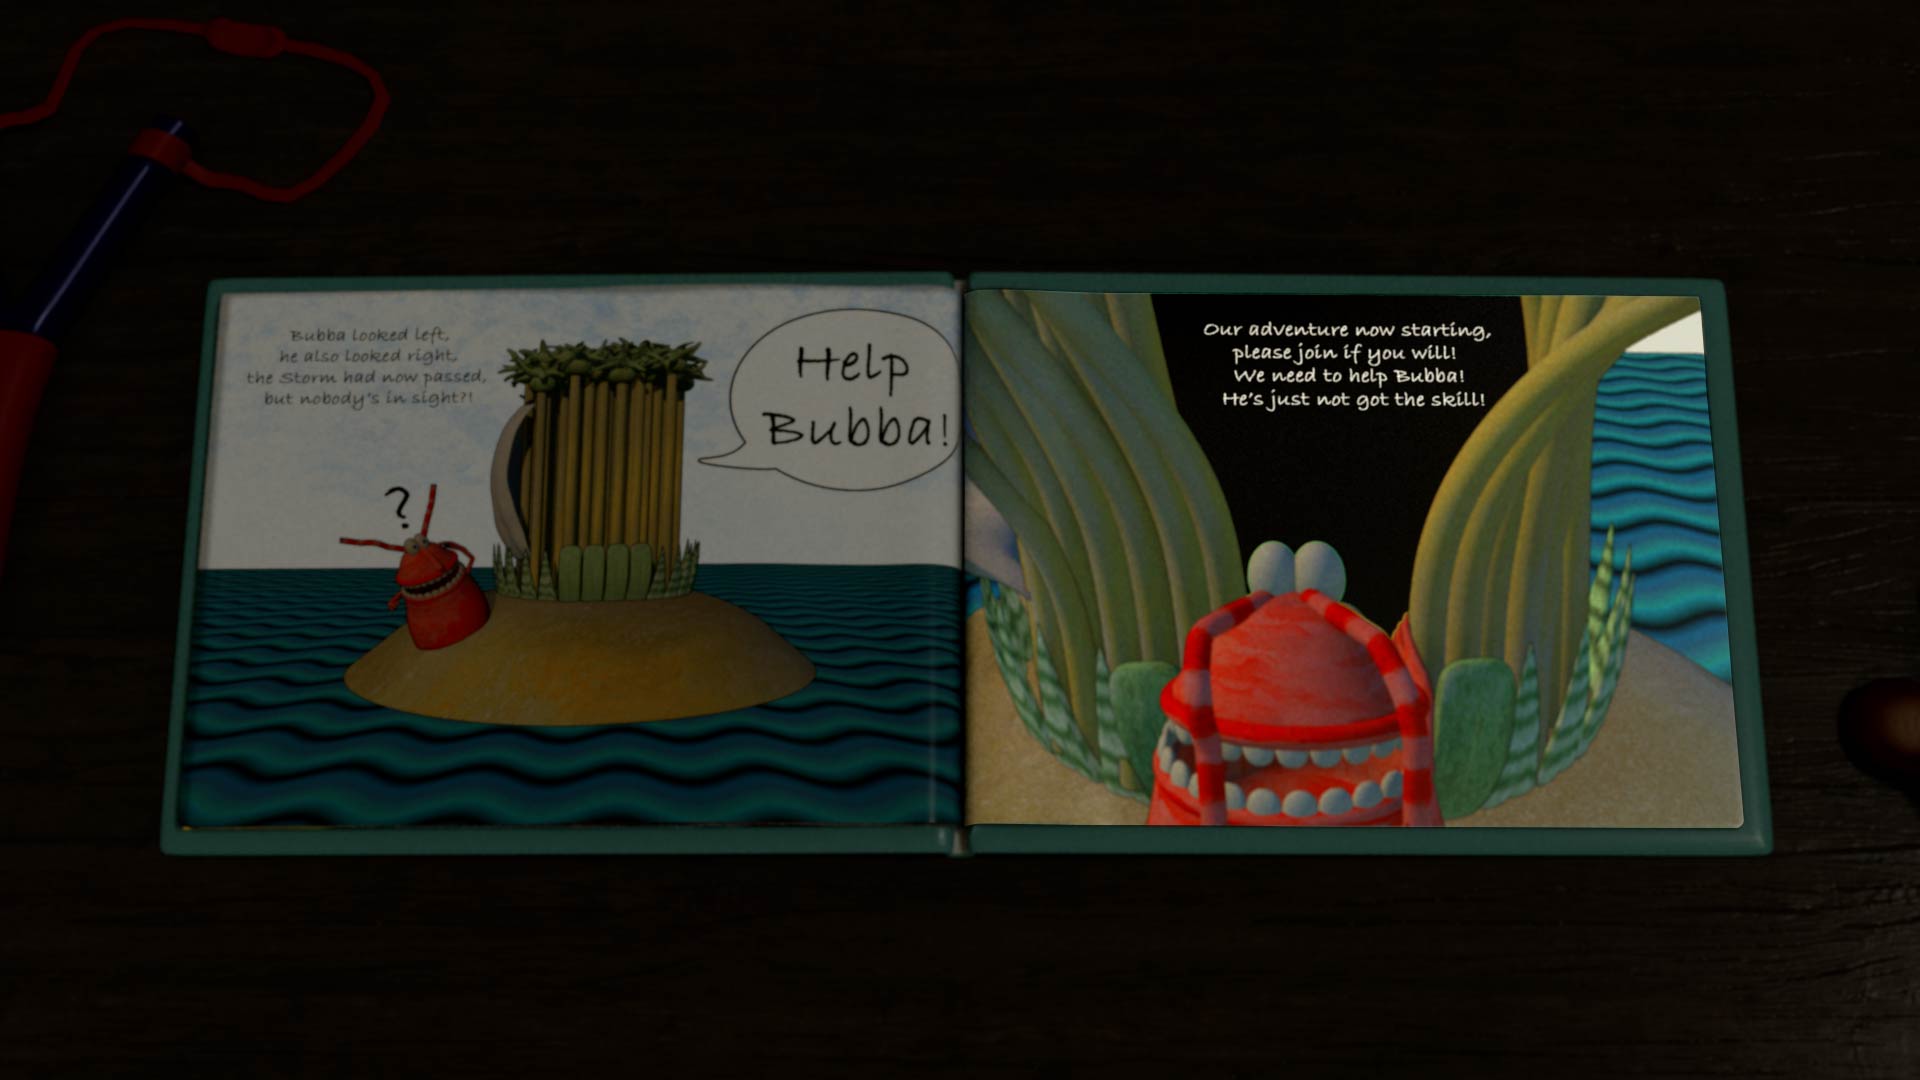 Bubba looked left,
he also looked right,
the Storm had now passed,
but nobody's in sight?!
?
Help
Bubba!
Our adventure now starting,
please join if you will!
We need to help Bubba!
He's just not got the skill!